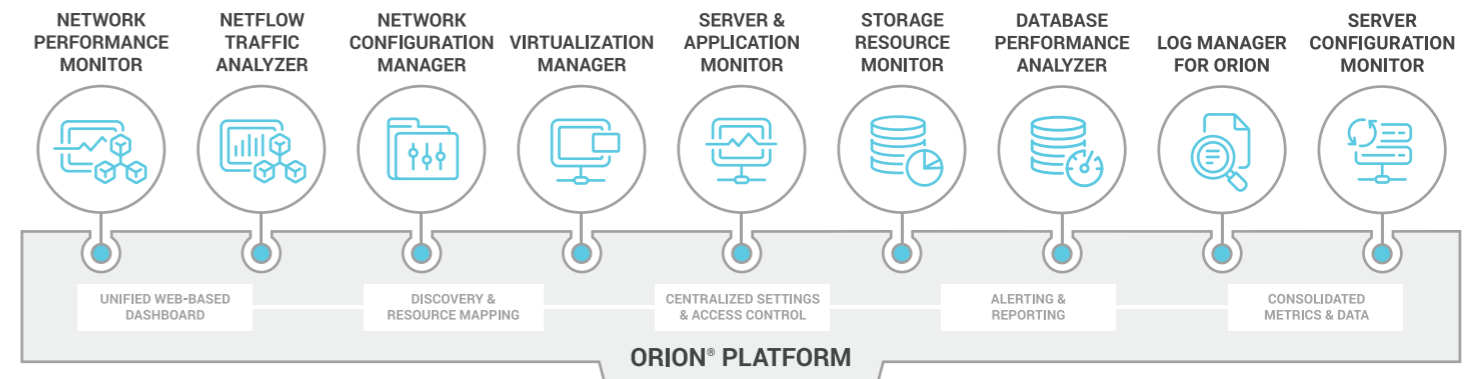 NETWORK
PERFORMANCE
MONITOR
NETFLOW
TRAFFIC
ANALYZER
NETWORK
CONFIGURATION
MANAGER
VIRTUALIZATION
MANAGER
SERVER &
APPLICATION
MONITOR
STORAGE
RESOURCE
MONITOR
DATABASE
PERFORMANCE
ANALYZER
LOG MANAGER
FOR ORION
SERVER
CONFIGURATION
MONITOR
UNIFIED WEB-BASED
DASHBOARD
DISCOVERY &
RESOURCE MAPPING
CENTRALIZED SETTINGS
& ACCESS CONTROL
ALERTING &
REPORTING
CONSOLIDATED
METRICS & DATA
ORION® PLATFORM